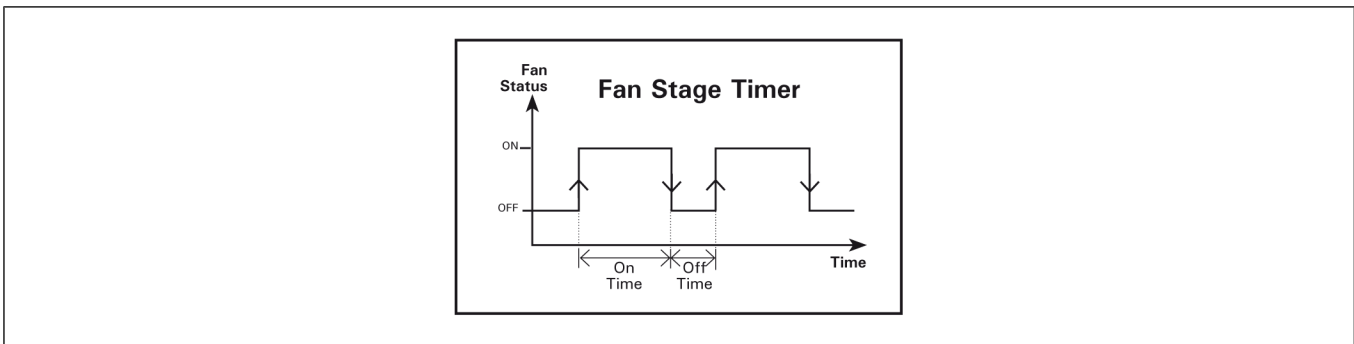 Fan
Status
Fan Stage Timer
ON
OFF
Time
On
Time
Off
Time